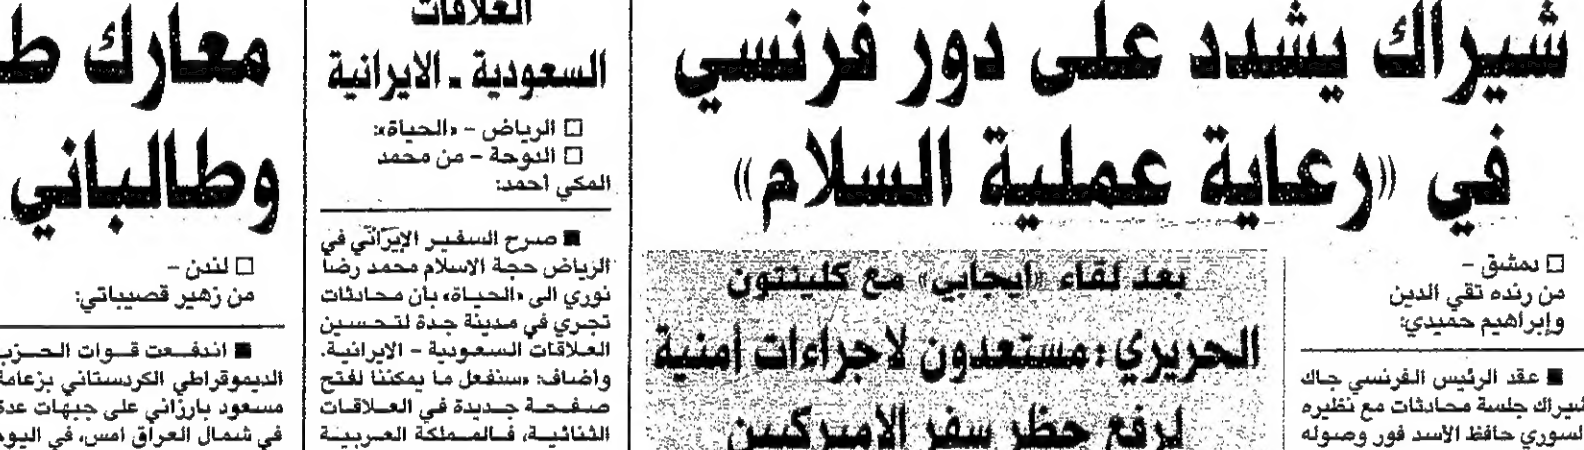 شيراك يشدد على دور فرنسي
في «رعاية عملية السلام»
□ دمشق –
من رنده تقي الدين
وإبراهيم حميدي:
■ عقد الرئيس الفرنسي جاك
شيراك جلسة محادثات مع نظيره
السوري حافظ الأسد فور وصوله
بعد لقاء «ايجابي» مع كلينتون
الحريري: مستعدون لاجراءات أمنية
لرفع حظر سفر الاميركيين
العلاقات
السعودية ـ الايرانية
□ الرياض – «الحياة»:
□ الدوحة – من محمد
المكي أحمد:
■ صرح السفير الإيراني في
الرياض حجة الاسلام محمد رضا
نوري الى «الحياة» بأن محادثات
تجري في مدينة جدة لتحسين
العلاقات السعودية – الايرانية.
وأضاف: «سنفعل ما يمكننا لفتح
صفحة جديدة في العلاقات
الثنائية، فالمملكة العربية
معارك ط
وطالباني
□ لندن –
من زهير قصيباتي:
■ اندفعت قوات الحزب
الديموقراطي الكردستاني بزعامة
مسعود بارزاني على جبهات عدة
في شمال العراق امس، في اليوم